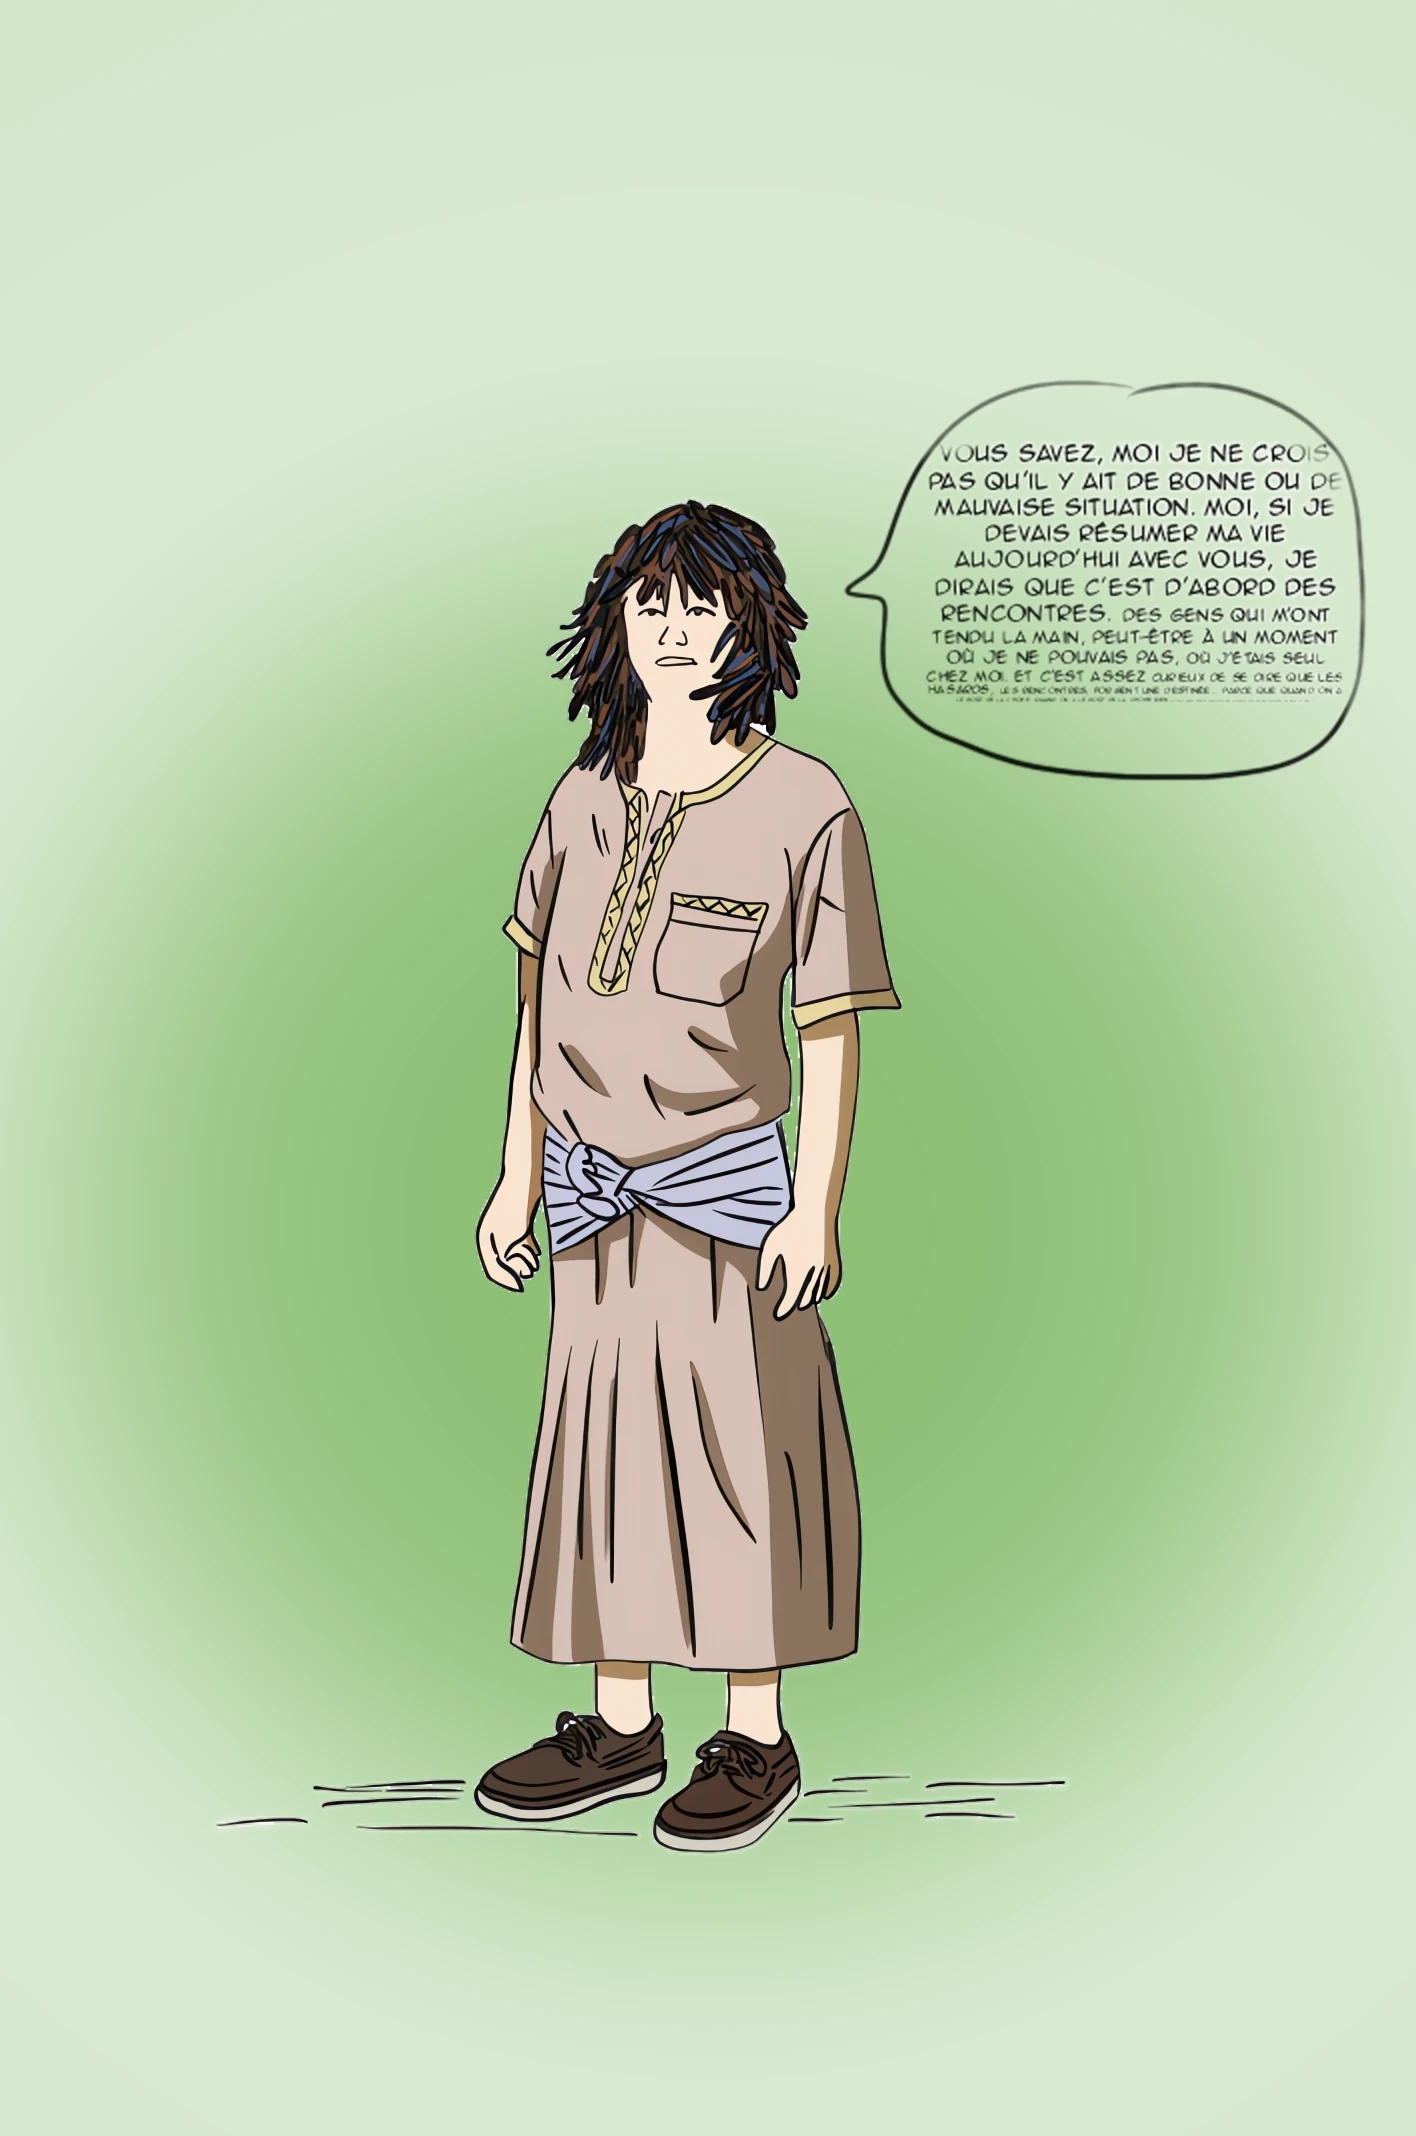 VOUS SAVEZ, MOI JE NE CROIS
PAS QU'IL Y AIT DE BONNE OU DE
MAUVAISE SITUATION. MOI, SI JE
DEVAIS RÉSUMER MA VIE
AUJOURD'HUI AVEC VOUS, JE
DIRAIS QUE C'EST D'ABORD DES
RENCONTRES. DES GENS QUI M'ONT
TENDU LA MAIN, PEUT-ÊTRE À UN MOMENT
OÙ JE NE POUVAIS PAS, OÙ J'ÉTAIS SEUL
CHEZ MOI. ET C'EST ASSEZ CURIEUX DE SE DIRE QUE LES
HASARDS, LES RENCONTRES, FORGENT UNE DESTINÉE... PARCE QUE QUAND ON A